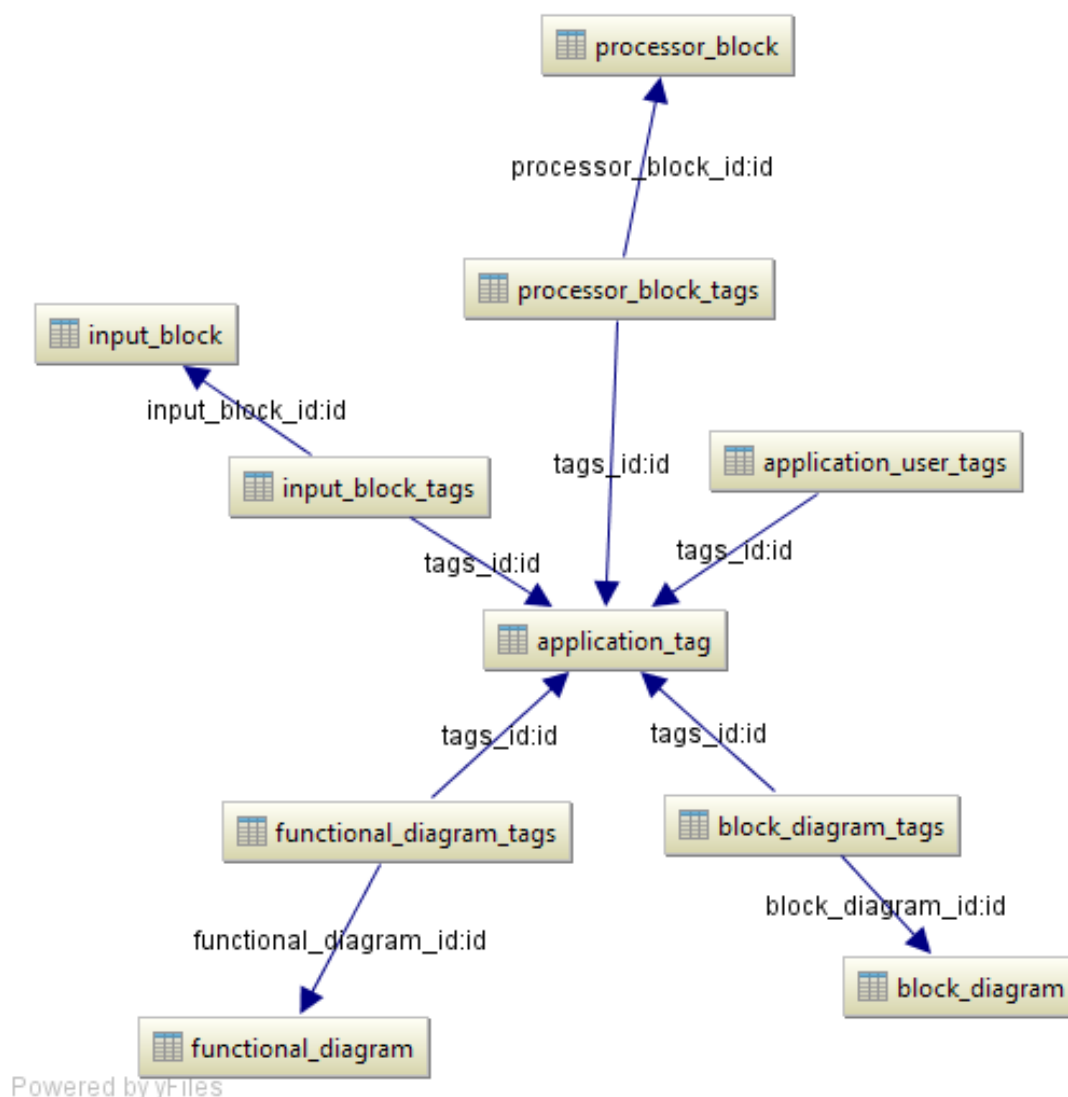 processor_block
processor_block_id:id
processor_block_tags
input_block
input_block_id:id
tags_id:id
application_user_tags
input_block_tags
tags_id:id
tags_id:id
application_tag
tags_id:id
tags_id:id
functional_diagram_tags
block_diagram_tags
block_diagram_id:id
functional_diagram_id:id
block_diagram
functional_diagram
Powered by yFiles